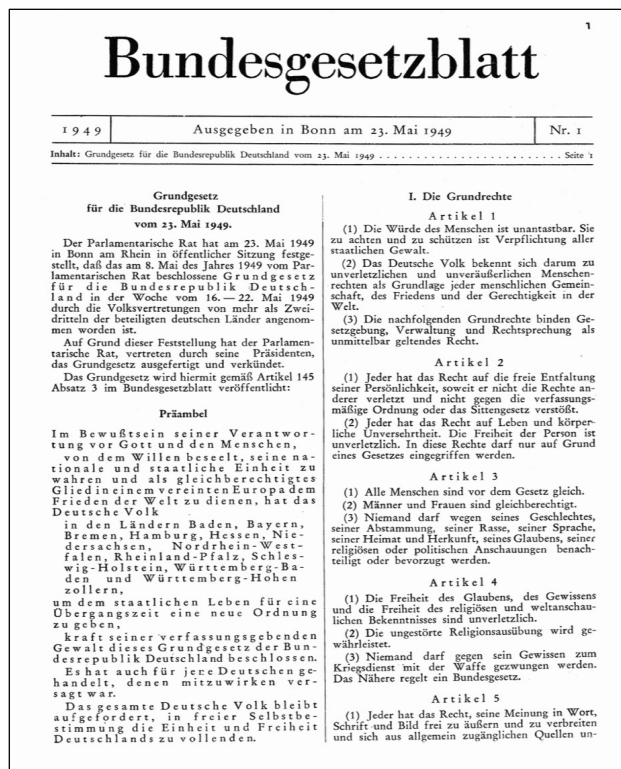 1
Bundesgesetzblatt
1949
Ausgegeben in Bonn am 23. Mai 1949
Nr. 1
Inhalt: Grundgesetz für die Bundesrepublik Deutschland vom 23. Mai 1949 . . . . . . . . . . . . . . . . . . . . . . . . . . Seite 1
Grundgesetz
für die Bundesrepublik Deutschland
vom 23. Mai 1949.
Der Parlamentarische Rat hat am 23. Mai 1949
in Bonn am Rhein in öffentlicher Sitzung festge-
stellt, daß das am 8. Mai des Jahres 1949 vom Par-
lamentarischen Rat beschlossene Grundgesetz
für die Bundesrepublik Deutsch-
land in der Woche vom 16. — 22. Mai 1949
durch die Volksvertretungen von mehr als Zwei-
dritteln der beteiligten deutschen Länder angenom-
men worden ist.
Auf Grund dieser Feststellung hat der Parlamen-
tarische Rat, vertreten durch seine Präsidenten,
das Grundgesetz ausgefertigt und verkündet.
Das Grundgesetz wird hiermit gemäß Artikel 145
Absatz 3 im Bundesgesetzblatt veröffentlicht:
Präambel
Im Bewußtsein seiner Verantwor-
tung vor Gott und den Menschen,
von dem Willen beseelt, seine na-
tionale und staatliche Einheit zu
wahren und als gleichberechtigtes
Glied in einem vereinten Europa dem
Frieden der Welt zu dienen, hat das
Deutsche Volk
in den Ländern Baden, Bayern,
Bremen, Hamburg, Hessen, Nie-
dersachsen, Nordrhein-West-
falen, Rheinland-Pfalz, Schles-
wig-Holstein, Württemberg-Ba-
den und Württemberg-Hohen
zollern,
um dem staatlichen Leben für eine
Übergangszeit eine neue Ordnung
zu geben,
kraft seiner verfassungsgebenden
Gewalt dieses Grundgesetz der Bun-
desrepublik Deutschland beschlossen.
Es hat auch für jene Deutschen ge-
handelt, denen mitzuwirken ver-
sagt war.
Das gesamte Deutsche Volk bleibt
aufgefordert, in freier Selbstbe-
stimmung die Einheit und Freiheit
Deutschlands zu vollenden.
I. Die Grundrechte
Artikel 1
(1) Die Würde des Menschen ist unantastbar. Sie
zu achten und zu schützen ist Verpflichtung aller
staatlichen Gewalt.
(2) Das Deutsche Volk bekennt sich darum zu
unverletzlichen und unveräußerlichen Menschen-
rechten als Grundlage jeder menschlichen Gemein-
schaft, des Friedens und der Gerechtigkeit in der
Welt.
(3) Die nachfolgenden Grundrechte binden Ge-
setzgebung, Verwaltung und Rechtsprechung als
unmittelbar geltendes Recht.
Artikel 2
(1) Jeder hat das Recht auf die freie Entfaltung
seiner Persönlichkeit, soweit er nicht die Rechte an-
derer verletzt und nicht gegen die verfassungs-
mäßige Ordnung oder das Sittengesetz verstößt.
(2) Jeder hat das Recht auf Leben und körper-
liche Unversehrtheit. Die Freiheit der Person ist
unverletzlich. In diese Rechte darf nur auf Grund
eines Gesetzes eingegriffen werden.
Artikel 3
(1) Alle Menschen sind vor dem Gesetz gleich.
(2) Männer und Frauen sind gleichberechtigt.
(3) Niemand darf wegen seines Geschlechtes,
seiner Abstammung, seiner Rasse, seiner Sprache,
seiner Heimat und Herkunft, seines Glaubens, seiner
religiösen oder politischen Anschauungen benach-
teiligt oder bevorzugt werden.
Artikel 4
(1) Die Freiheit des Glaubens, des Gewissens
und die Freiheit des religiösen und weltanschau-
lichen Bekenntnisses sind unverletzlich.
(2) Die ungestörte Religionsausübung wird ge-
währleistet.
(3) Niemand darf gegen sein Gewissen zum
Kriegsdienst mit der Waffe gezwungen werden.
Das Nähere regelt ein Bundesgesetz.
Artikel 5
(1) Jeder hat das Recht, seine Meinung in Wort,
Schrift und Bild frei zu äußern und zu verbreiten
und sich aus allgemein zugänglichen Quellen un-